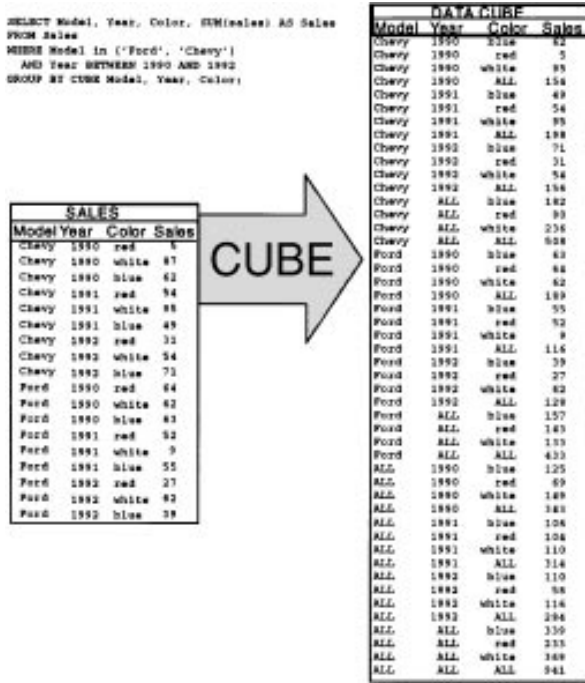 SELECT Model, Year, Color, SUM(sales) AS Sales
FROM Sales
WHERE Model in ('Ford', 'Chevy')
AND Year BETWEEN 1990 AND 1992
GROUP BY CUBE Model, Year, Color;
SALES
Model Year Color Sales
Chevy 1990 red 5
Chevy 1990 white 87
Chevy 1990 blue 62
Chevy 1991 red 54
Chevy 1991 white 95
Chevy 1991 blue 49
Chevy 1992 red 31
Chevy 1992 white 54
Chevy 1992 blue 71
Ford 1990 red 64
Ford 1990 white 62
Ford 1990 blue 63
Ford 1991 red 52
Ford 1991 white 9
Ford 1991 blue 55
Ford 1992 red 27
Ford 1992 white 62
Ford 1992 blue 39
CUBE
DATA CUBE
Model Year Color Sales
Chevy 1990 blue 62
Chevy 1990 red 5
Chevy 1990 white
Chevy 1990 ALL 154
Chevy 1991 blue 49
Chevy 1991 red 54
Chevy 1991 white 95
Chevy 1991 ALL 198
Chevy 1992 blue 71
Chevy 1992 red 31
Chevy 1992 white 54
Chevy 1992 ALL 156
Chevy ALL blue 182
Chevy ALL red 90
Chevy ALL white 236
Chevy ALL ALL 508
Ford 1990 blue 63
Ford 1990 red 64
Ford 1990 white 62
Ford 1990 ALL 189
Ford 1991 blue 55
Ford 1991 red 52
Ford 1991 white 9
Ford 1991 ALL 116
Ford 1992 blue 39
Ford 1992 red 27
Ford 1992 white 62
Ford 1992 ALL 128
Ford ALL blue 157
Ford ALL red 143
Ford ALL white 133
Ford ALL ALL 433
ALL 1990 blue 125
ALL 1990 red 69
ALL 1990 white 149
ALL 1990 ALL 343
ALL 1991 blue
ALL 1991 red
ALL 1991 white 110
ALL 1991 ALL 314
ALL 1992 blue 110
ALL 1992 red 58
ALL 1992 white 116
ALL 1992 ALL 284
ALL ALL blue 339
ALL ALL red 233
ALL ALL white 369
ALL ALL ALL 941